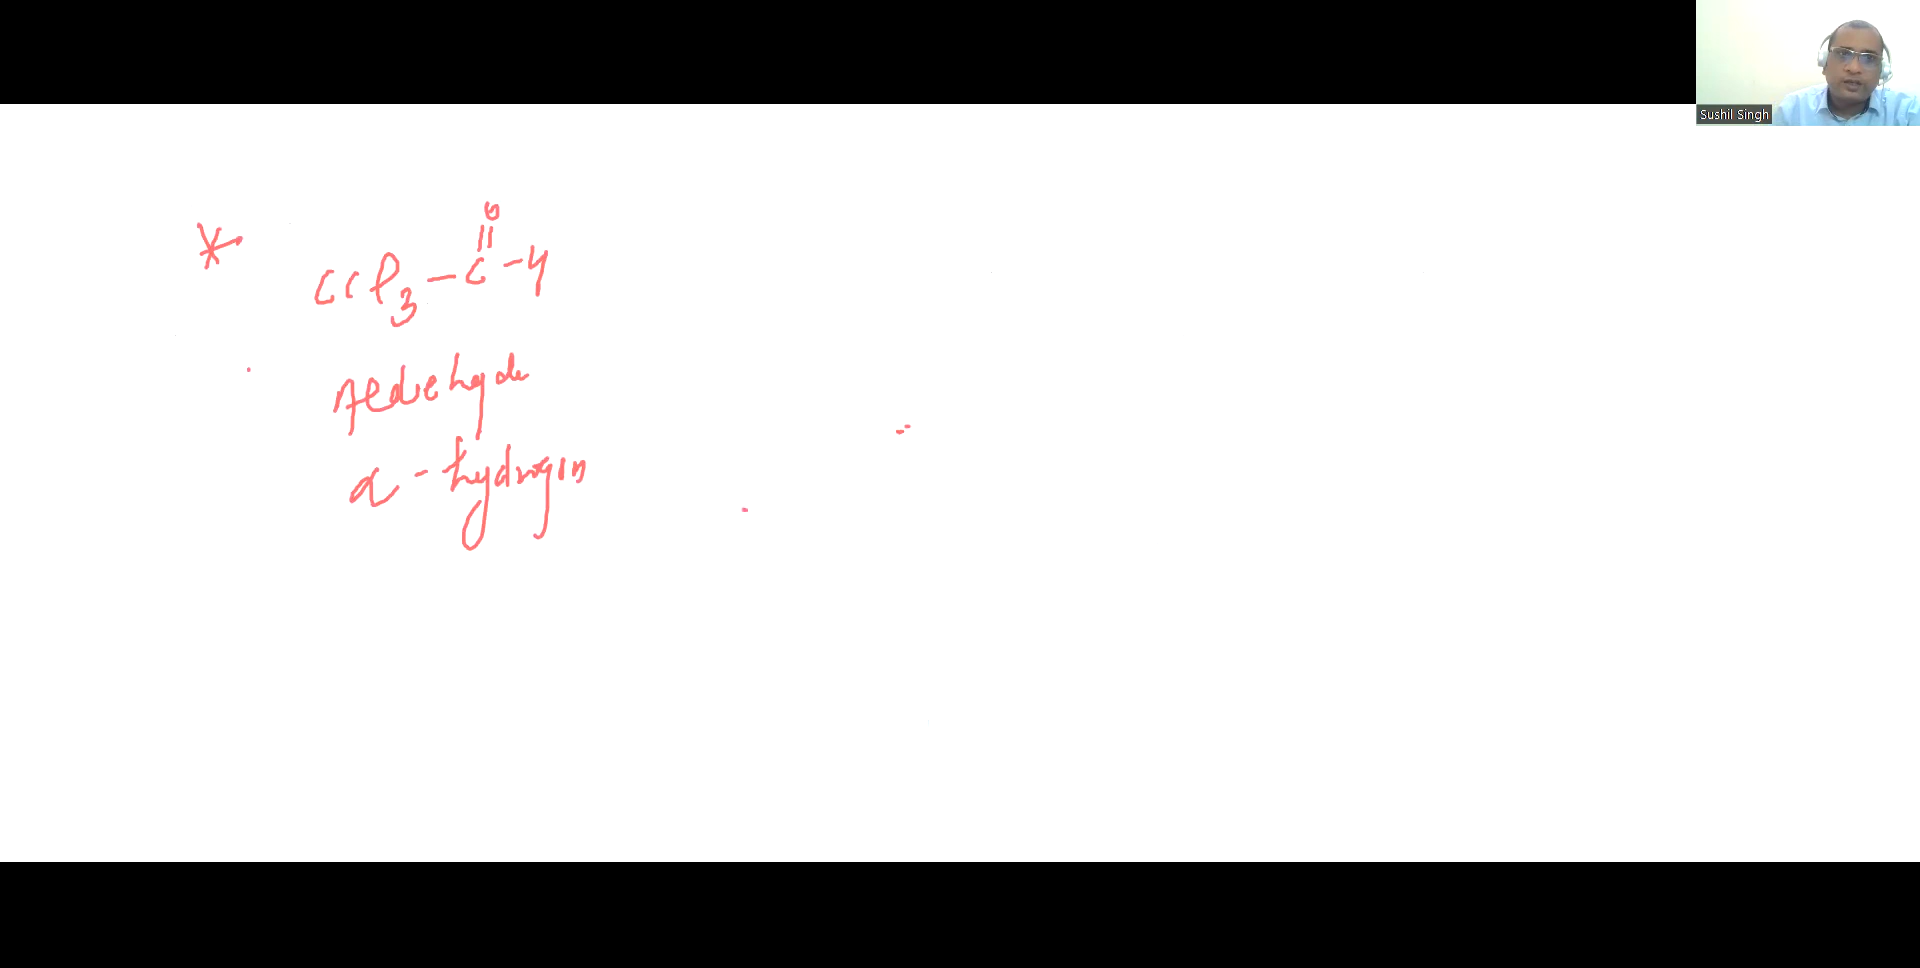 Sushil Singh
*
O
||
CCl3 - C - H
Aldehyde
α - hydrogen